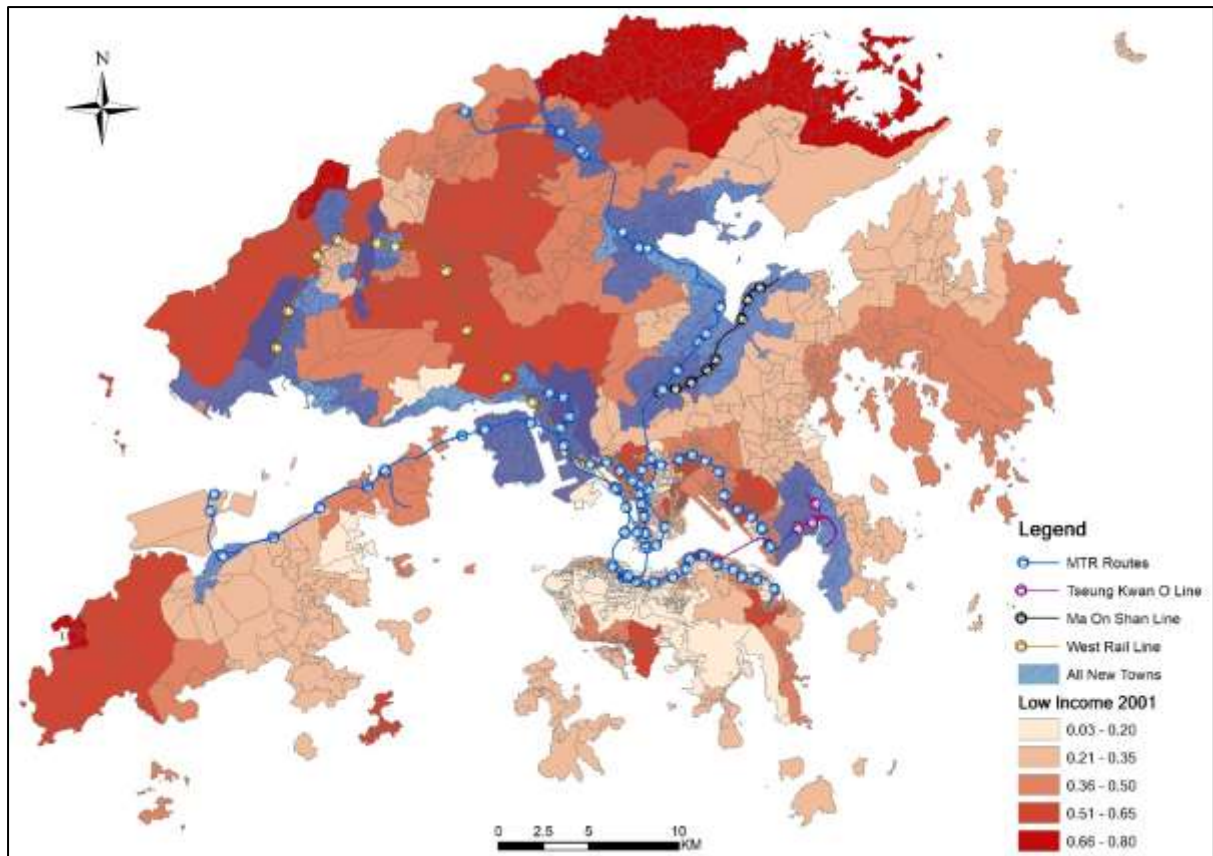 N
Legend
MTR Routes
Tseung Kwan O Line
Ma On Shan Line
West Rail Line
All New Towns
Low Income 2001
0.03 - 0.20
0.21 - 0.35
0.36 - 0.50
0.51 - 0.65
0.66 - 0.80
0 2.5 5 10
KM